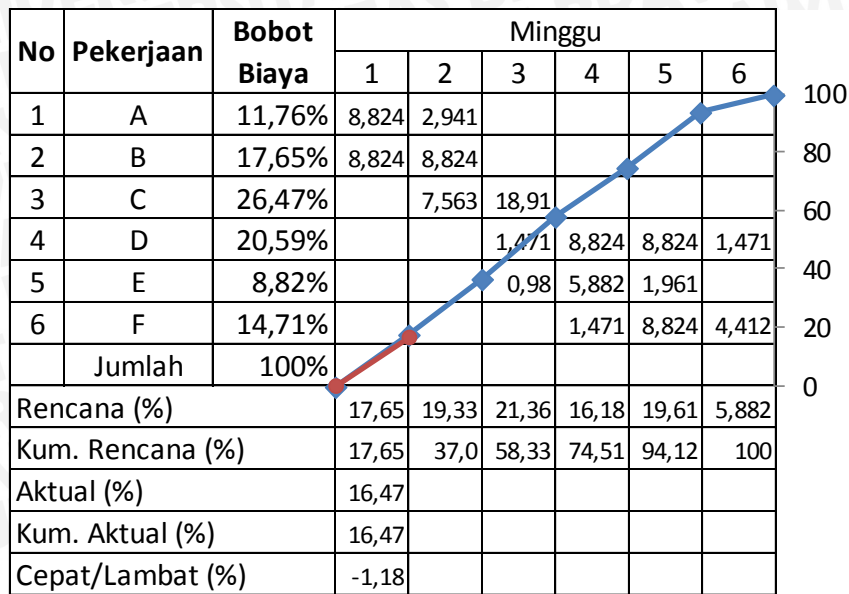 No Pekerjaan Bobot Biaya Minggu
1 2 3 4 5 6
1 A 11,76% 8,824 2,941
2 B 17,65% 8,824 8,824
3 C 26,47% 7,563 18,91
4 D 20,59% 1,471 8,824 8,824 1,471
5 E 8,82% 0,98 5,882 1,961
6 F 14,71% 1,471 8,824 4,412
Jumlah 100%
Rencana (%) 17,65 19,33 21,36 16,18 19,61 5,882
Kum. Rencana (%) 17,65 37,0 58,33 74,51 94,12 100
Aktual (%) 16,47
Kum. Aktual (%) 16,47
Cepat/Lambat (%) -1,18
100
80
60
40
20
0